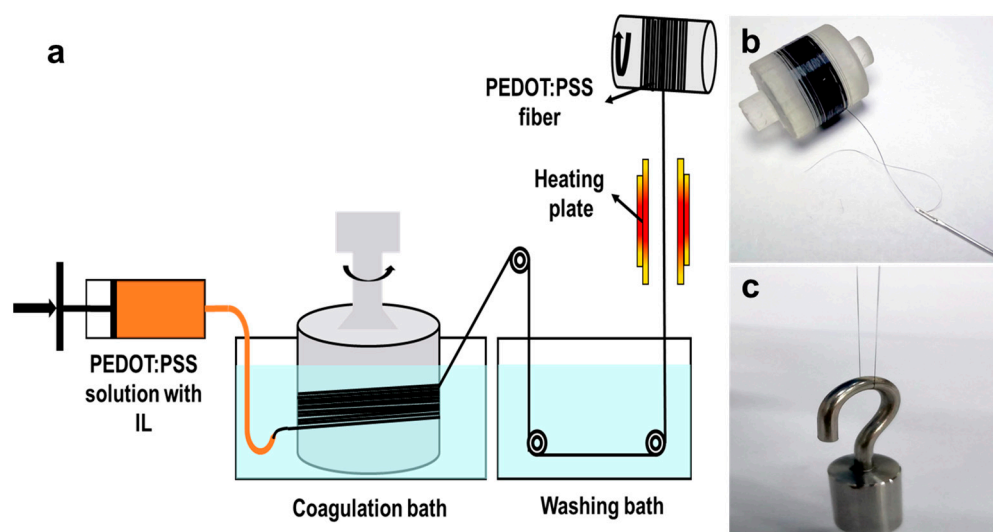 a
PEDOT:PSS
fiber
Heating
plate
PEDOT:PSS
solution with
IL
Coagulation bath
Washing bath
b
c